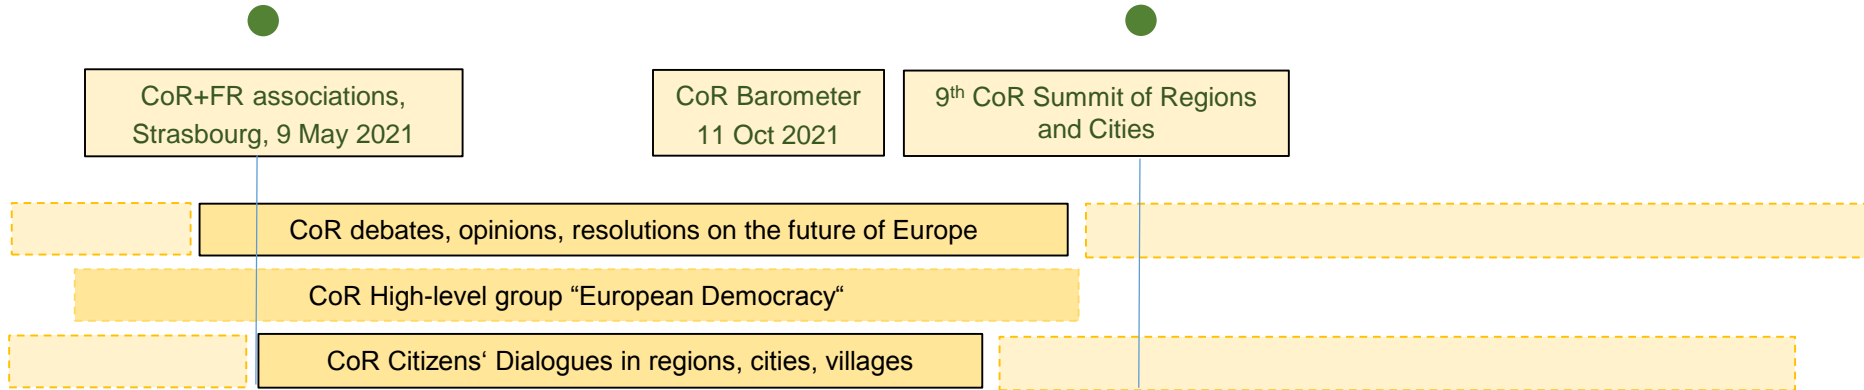 CoR+FR associations,
Strasbourg, 9 May 2021
CoR Barometer
11 Oct 2021
9th CoR Summit of Regions
and Cities
CoR debates, opinions, resolutions on the future of Europe
CoR High-level group “European Democracy“
CoR Citizens‘ Dialogues in regions, cities, villages